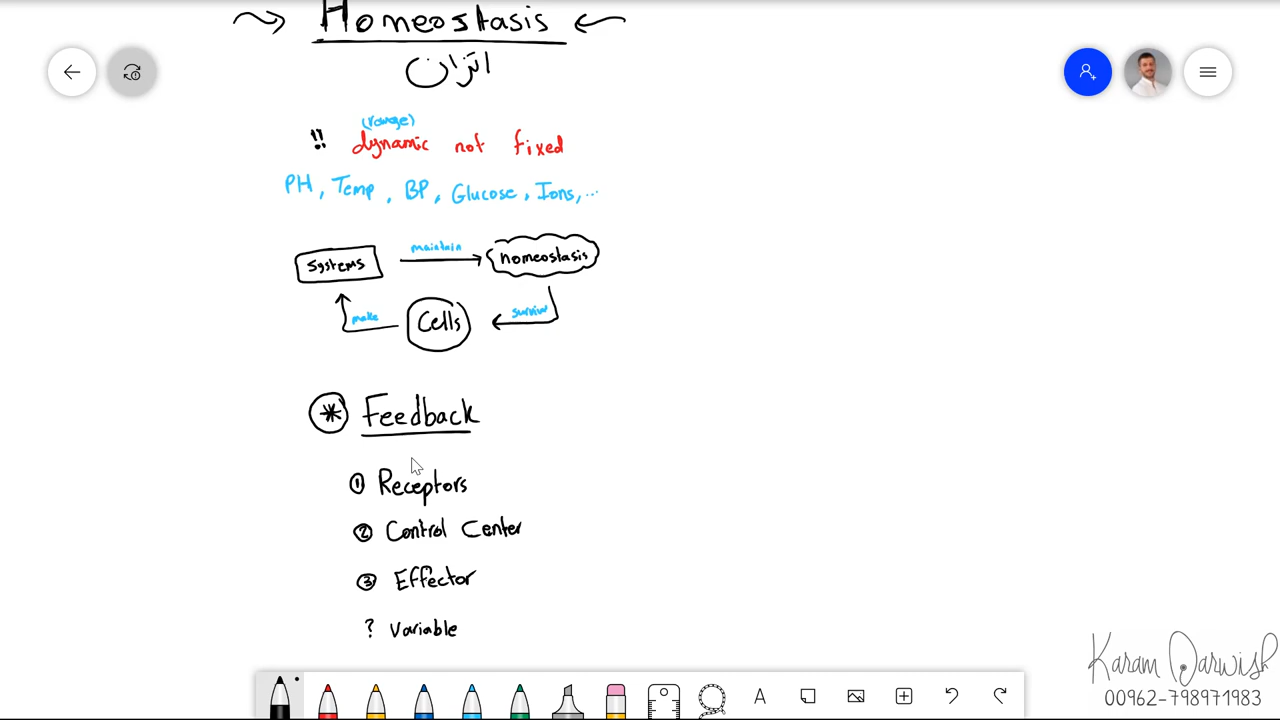 Homeostasis
اتزان
(range)
!! dynamic not fixed
PH, Temp, BP, Glucose, Ions, ...
Systems maintain homeostasis
make Cells survive
* Feedback
① Receptors
② Control Center
③ Effector
? Variable
A
Karam Darwish
00962-798971983